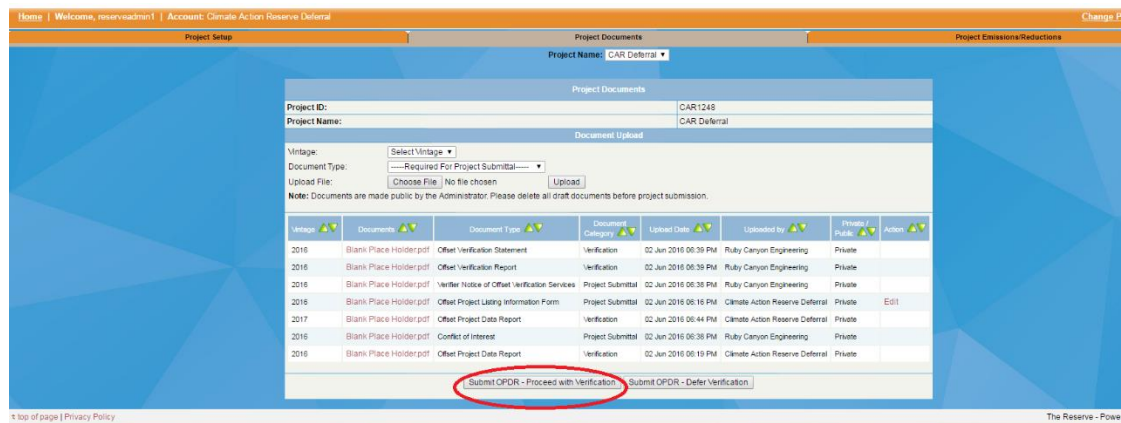 Home | Welcome, reserveadmin1 | Account: Climate Action Reserve Deferral Change P
Project Setup Project Documents Project Emissions/Reductions
Project Name: CAR Deferral
Project Documents
Project ID: CAR1248
Project Name: CAR Deferral
Document Upload
Vintage: Select Vintage
Document Type: -----Required For Project Submittal-----
Upload File: Choose File No file chosen Upload
Note: Documents are made public by the Administrator. Please delete all draft documents before project submission.
Vintage Documents Document Type Document Category Upload Date Uploaded by Private / Public Action
2016 Blank Place Holder.pdf Offset Verification Statement Verification 02 Jun 2016 06:39 PM Ruby Canyon Engineering Private
2016 Blank Place Holder.pdf Offset Verification Report Verification 02 Jun 2016 06:39 PM Ruby Canyon Engineering Private
2016 Blank Place Holder.pdf Verifier Notice of Offset Verification Services Project Submittal 02 Jun 2016 06:38 PM Ruby Canyon Engineering Private
2016 Blank Place Holder.pdf Offset Project Listing Information Form Project Submittal 02 Jun 2016 06:16 PM Climate Action Reserve Deferral Private Edit
2017 Blank Place Holder.pdf Offset Project Data Report Verification 02 Jun 2016 06:44 PM Climate Action Reserve Deferral Private
2016 Blank Place Holder.pdf Conflict of Interest Project Submittal 02 Jun 2016 06:36 PM Ruby Canyon Engineering Private
2016 Blank Place Holder.pdf Offset Project Data Report Verification 02 Jun 2016 06:19 PM Climate Action Reserve Deferral Private
Submit OPDR - Proceed with Verification Submit OPDR - Defer Verification
top of page | Privacy Policy The Reserve - Powe